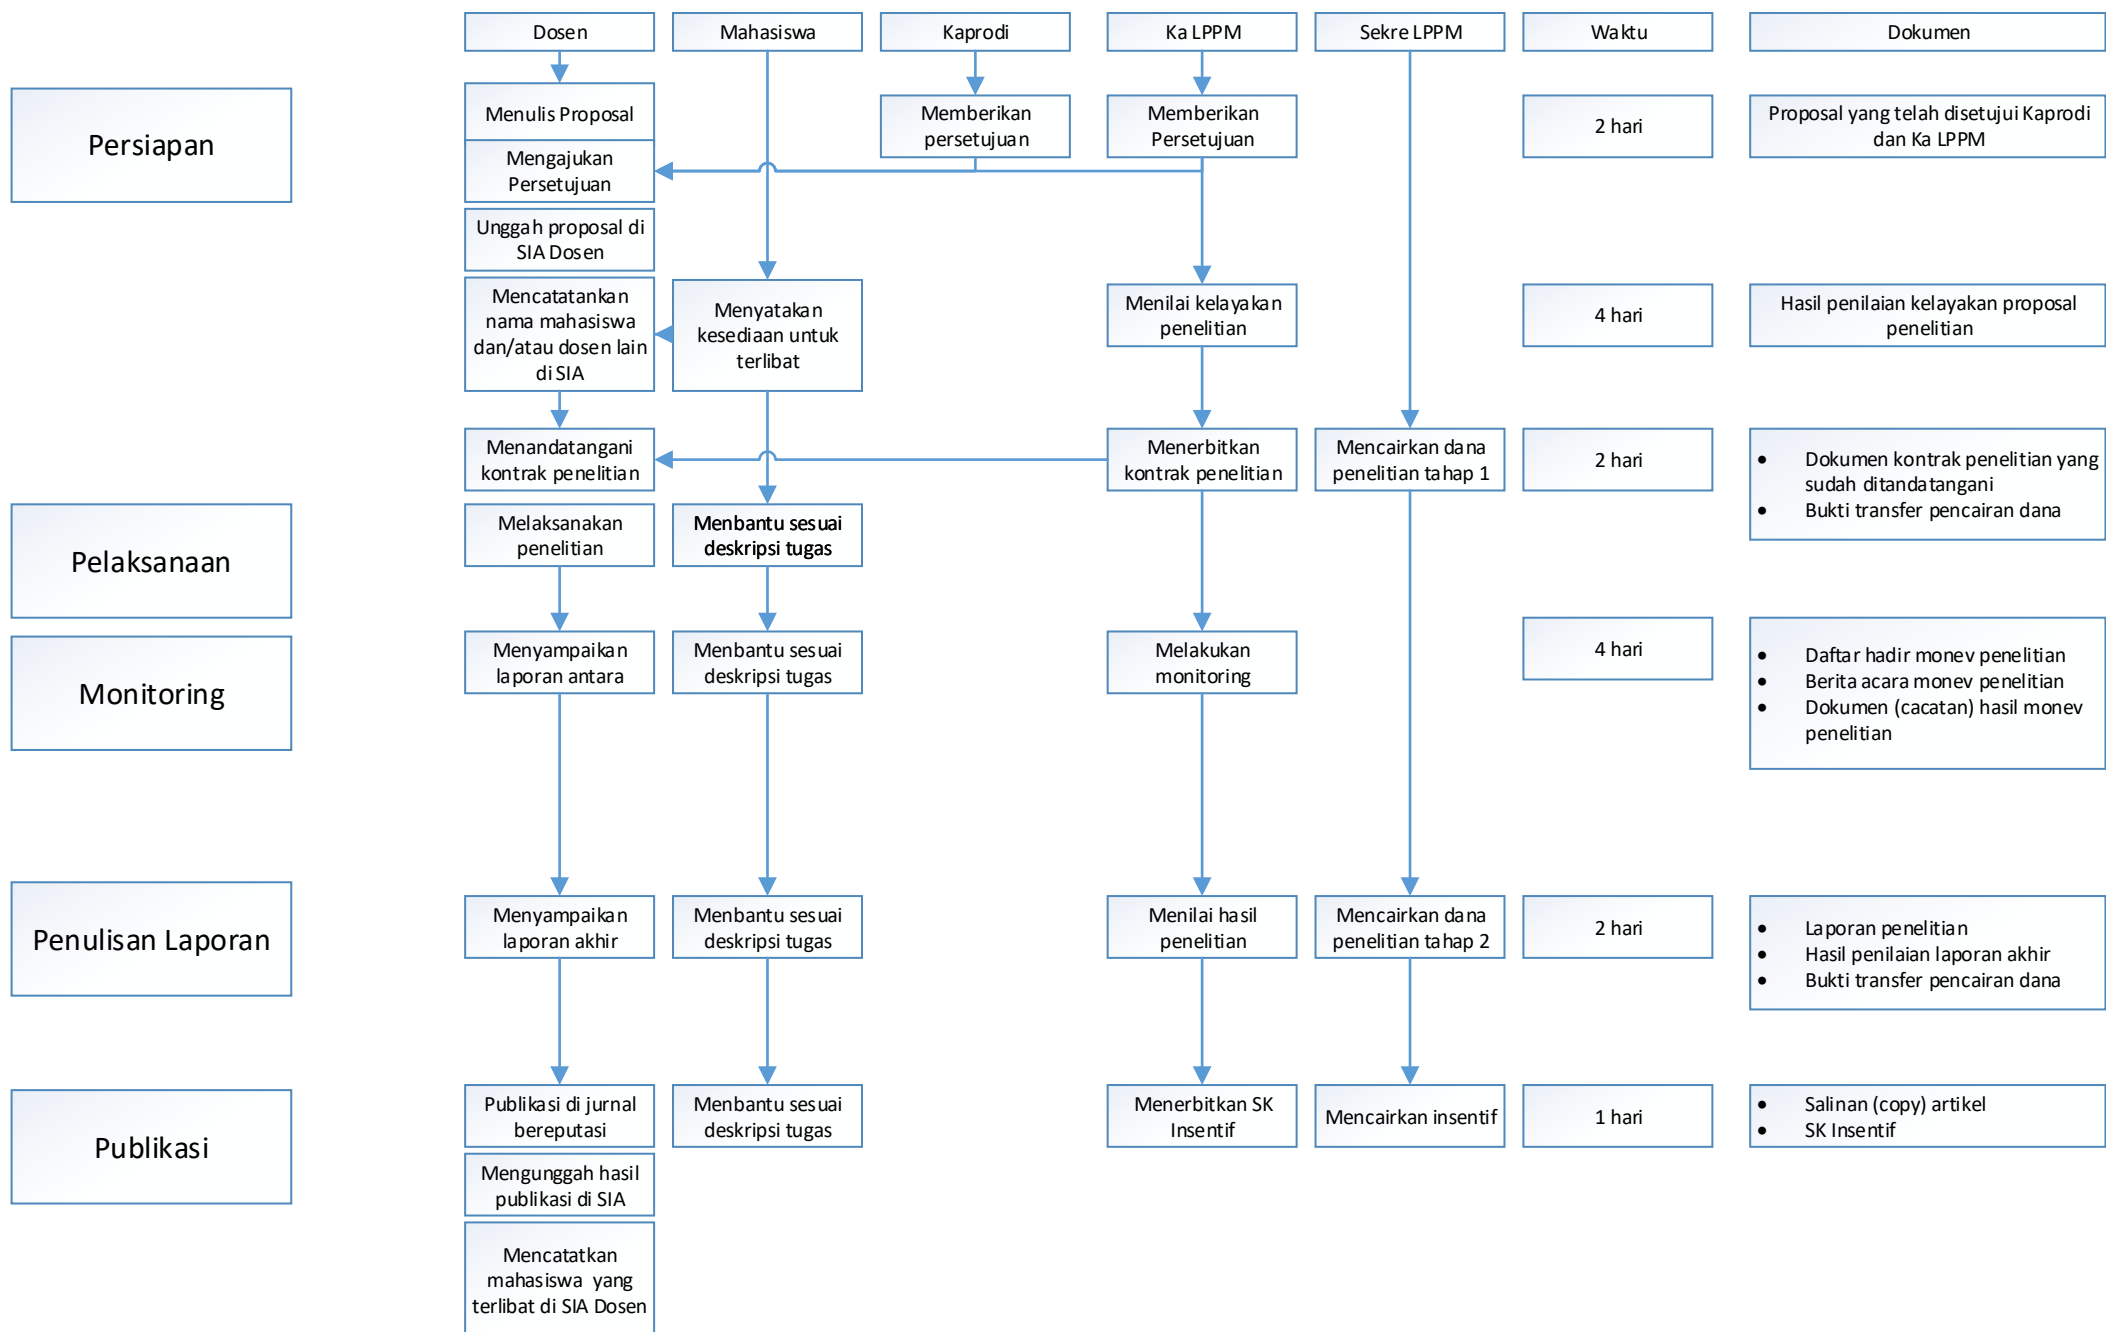 Dosen
Mahasiswa
Kaprodi
Ka LPPM
Sekre LPPM
Waktu
Dokumen
Persiapan
Menulis Proposal
Memberikan
persetujuan
Memberikan
Persetujuan
2 hari
Proposal yang telah disetujui Kaprodi
dan Ka LPPM
Mengajukan
Persetujuan
Unggah proposal di
SIA Dosen
Mencatatankan
nama mahasiswa
dan/atau dosen lain
di SIA
Menyatakan
kesediaan untuk
terlibat
Menilai kelayakan
penelitian
4 hari
Hasil penilaian kelayakan proposal
penelitian
Menandatangani
kontrak penelitian
Menerbitkan
kontrak penelitian
Mencairkan dana
penelitian tahap 1
2 hari
• Dokumen kontrak penelitian yang
sudah ditandatangani
• Bukti transfer pencairan dana
Pelaksanaan
Melaksanakan
penelitian
Menbantu sesuai
deskripsi tugas
Monitoring
Menyampaikan
laporan antara
Membantu sesuai
deskripsi tugas
Melakukan
monitoring
4 hari
• Daftar hadir monev penelitian
• Berita acara monev penelitian
• Dokumen (cacatan) hasil monev
penelitian
Penulisan Laporan
Menyampaikan
laporan akhir
Menbantu sesuai
deskripsi tugas
Menilai hasil
penelitian
Mencairkan dana
penelitian tahap 2
2 hari
• Laporan penelitian
• Hasil penilaian laporan akhir
• Bukti transfer pencairan dana
Publikasi
Publikasi di jurnal
bereputasi
Menbantu sesuai
deskripsi tugas
Menerbitkan SK
Insentif
Mencairkan insentif
1 hari
• Salinan (copy) artikel
• SK Insentif
Mengunggah hasil
publikasi di SIA
Mencatatkan
mahasiswa yang
terlibat di SIA Dosen